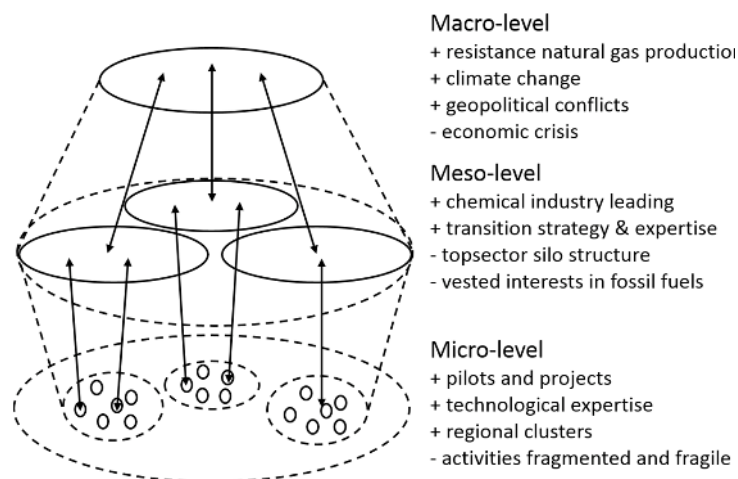 Macro-level
+ resistance natural gas production
+ climate change
+ geopolitical conflicts
- economic crisis
Meso-level
+ chemical industry leading
+ transition strategy & expertise
- topsector silo structure
- vested interests in fossil fuels
Micro-level
+ pilots and projects
+ technological expertise
+ regional clusters
- activities fragmented and fragile